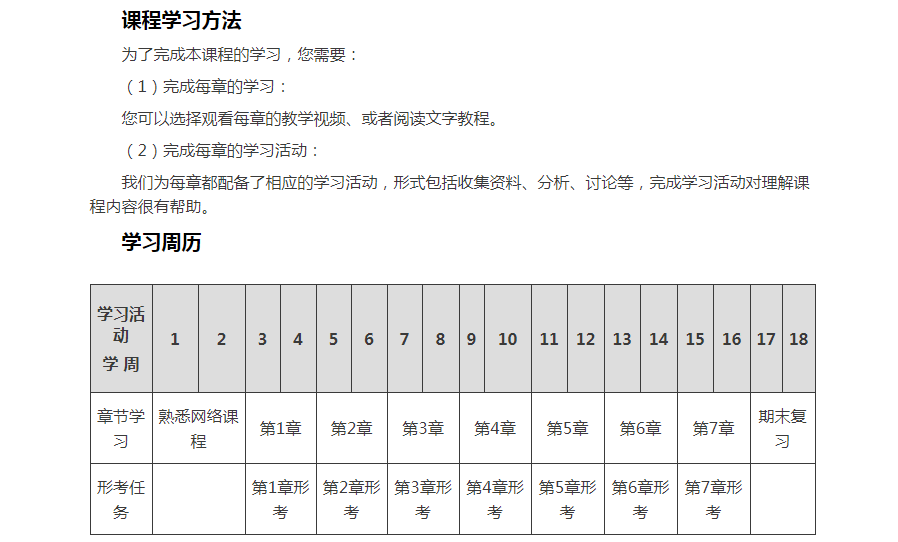 课程学习方法
为了完成本课程的学习，您需要：
（1）完成每章的学习：
您可以选择观看每章的教学视频、或者阅读文字教程。
（2）完成每章的学习活动：
我们为每章都配备了相应的学习活动，形式包括收集资料、分析、讨论等，完成学习活动对理解课
程内容很有帮助。
学习周历
学习活
动
学 周
1 2 3 4 5 6 7 8 9 10 11 12 13 14 15 16 17 18
章节学
习
熟悉网络课
程
第1章
第2章
第3章
第4章
第5章
第6章
第7章
期末复
习
形考任
务
第1章形
考
第2章形
考
第3章形
考
第4章形
考
第5章形
考
第6章形
考
第7章形
考